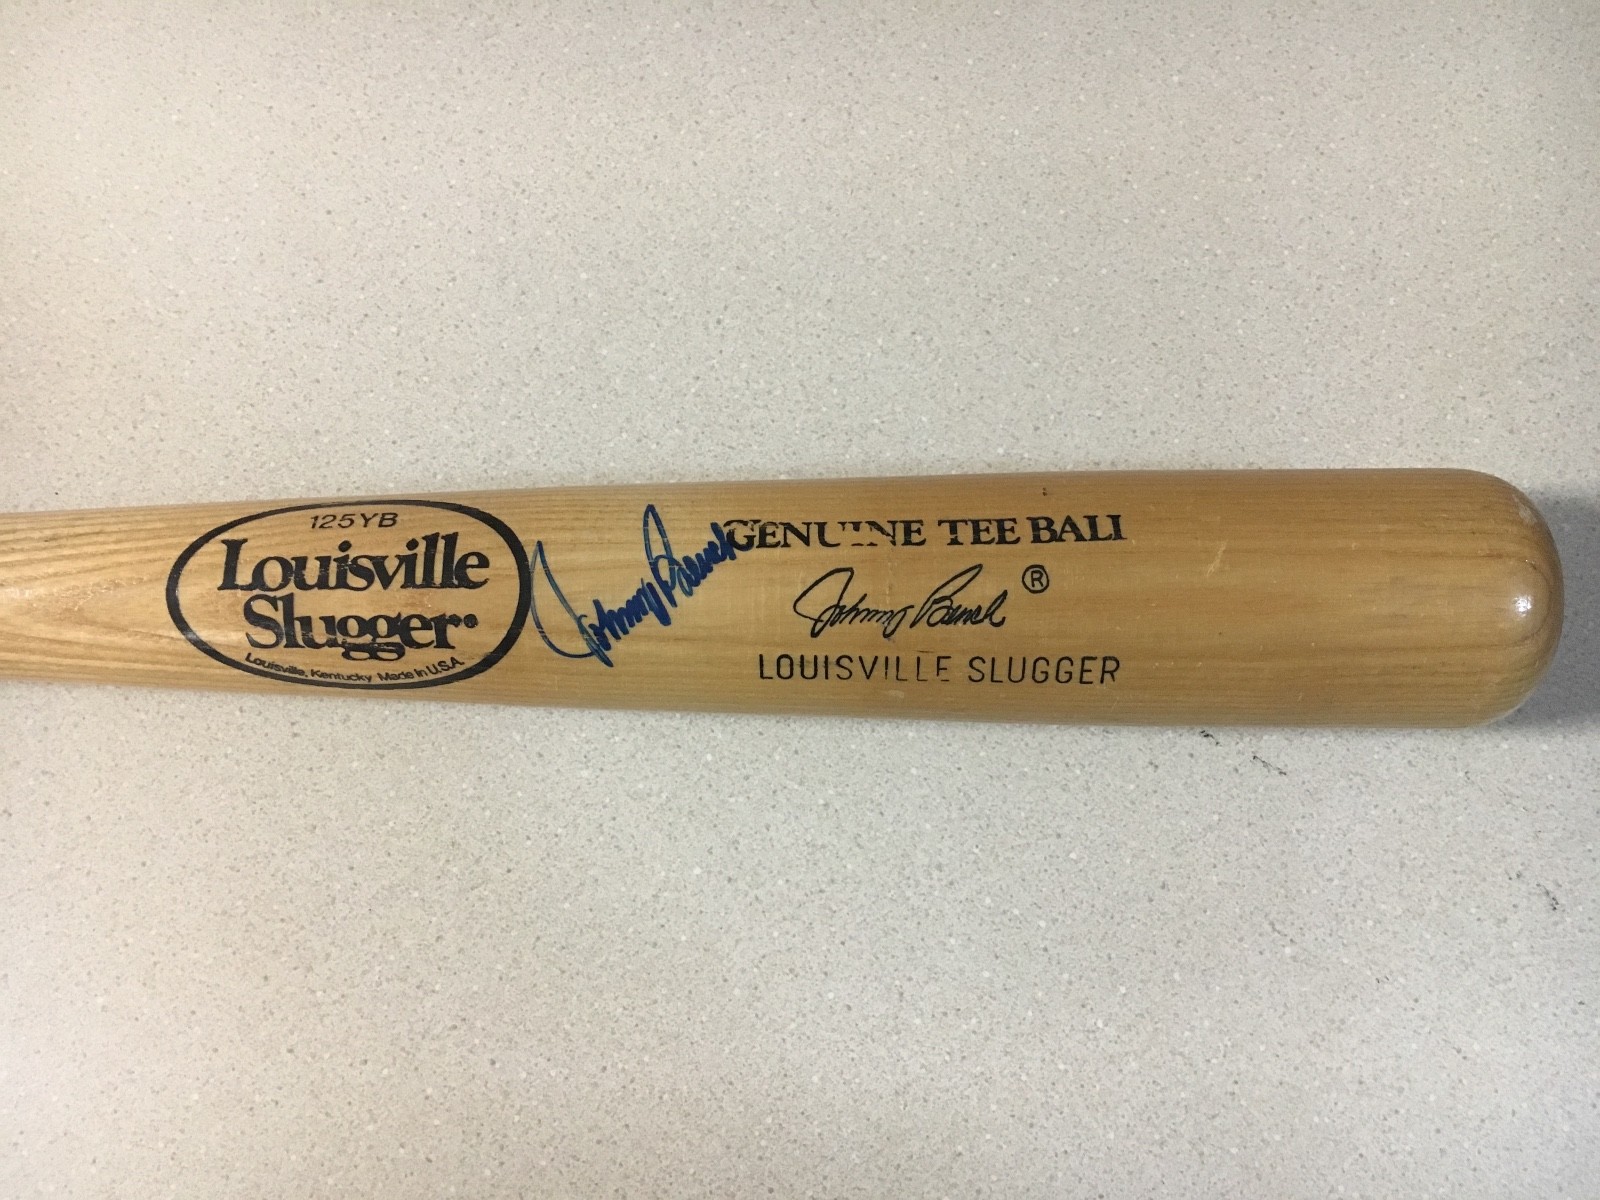 125YB
Louisville
Slugger®
Louisville, Kentucky Made in U.S.A.
Johnny Bench
GENUINE TEE BALL
Johnny Bench ®
LOUISVILLE SLUGGER